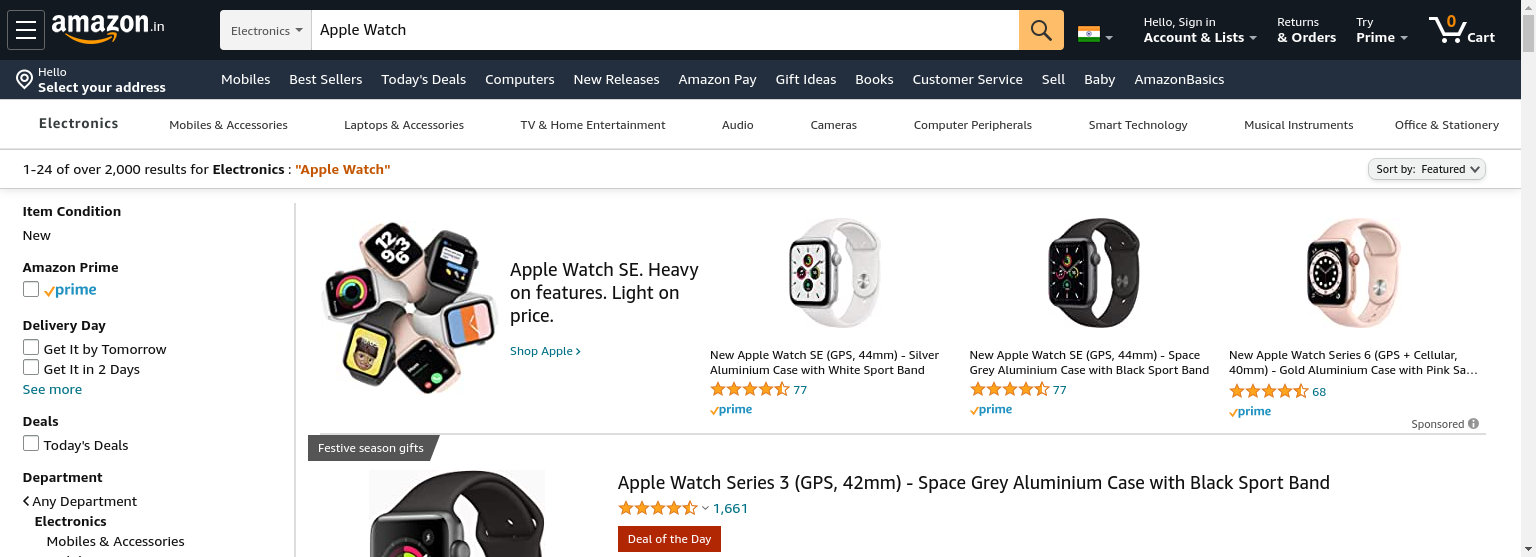 amazon.in
Electronics
Apple Watch
Hello, Sign in
Account & Lists
Returns
& Orders
Try
Prime
0
Cart
Hello
Select your address
Mobiles Best Sellers Today's Deals Computers New Releases Amazon Pay Gift Ideas Books Customer Service Sell Baby AmazonBasics
Electronics Mobiles & Accessories Laptops & Accessories TV & Home Entertainment Audio Cameras Computer Peripherals Smart Technology Musical Instruments Office & Stationery
1-24 of over 2,000 results for Electronics : "Apple Watch"
Sort by: Featured
Item Condition
New
Amazon Prime
prime
Delivery Day
Get It by Tomorrow
Get It in 2 Days
See more
Deals
Today's Deals
Department
Any Department
Electronics
Mobiles & Accessories
Apple Watch SE. Heavy
on features. Light on
price.
Shop Apple
New Apple Watch SE (GPS, 44mm) - Silver
Aluminium Case with White Sport Band
77
prime
New Apple Watch SE (GPS, 44mm) - Space
Grey Aluminium Case with Black Sport Band
77
prime
New Apple Watch Series 6 (GPS + Cellular,
40mm) - Gold Aluminium Case with Pink Sa…
68
prime
Sponsored
Festive season gifts
Apple Watch Series 3 (GPS, 42mm) - Space Grey Aluminium Case with Black Sport Band
1,661
Deal of the Day